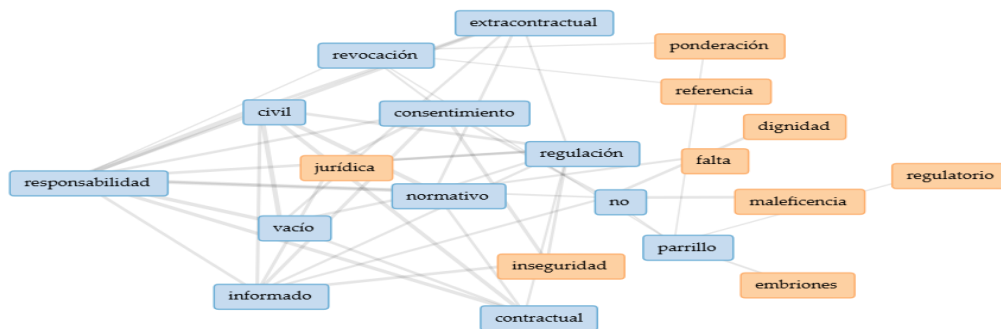 extracontractual
ponderación
revocación
referencia
civil
consentimiento
dignidad
regulación
falta
jurídica
regulatorio
responsabilidad
normativo
no
maleficencia
vacío
parrillo
inseguridad
embriones
informado
contractual